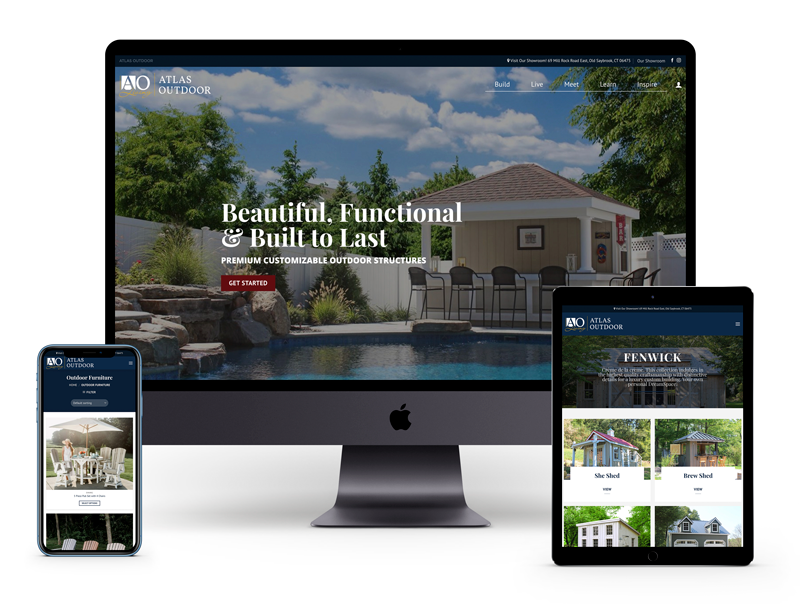 ATLAS OUTDOOR
Visit Our Showroom! 69 Mill Rock Road East, Old Saybrook, CT 06475
Our Showroom
AO
ATLAS
OUTDOOR
Build
Live
Meet
Learn
Inspire
Beautiful, Functional
& Built to Last
PREMIUM CUSTOMIZABLE OUTDOOR STRUCTURES
GET STARTED
AO
ATLAS
OUTDOOR
Outdoor Furniture
HOME
OUTDOOR FURNITURE
FILTER
Default sorting
AO
ATLAS
OUTDOOR
FENWICK
Creme de la creme. This collection indulges in
the highest quality craftsmanship with distinctive
details for a luxury custom building. Your own
personal DreamSpace.
She Shed
VIEW
Brew Shed
VIEW